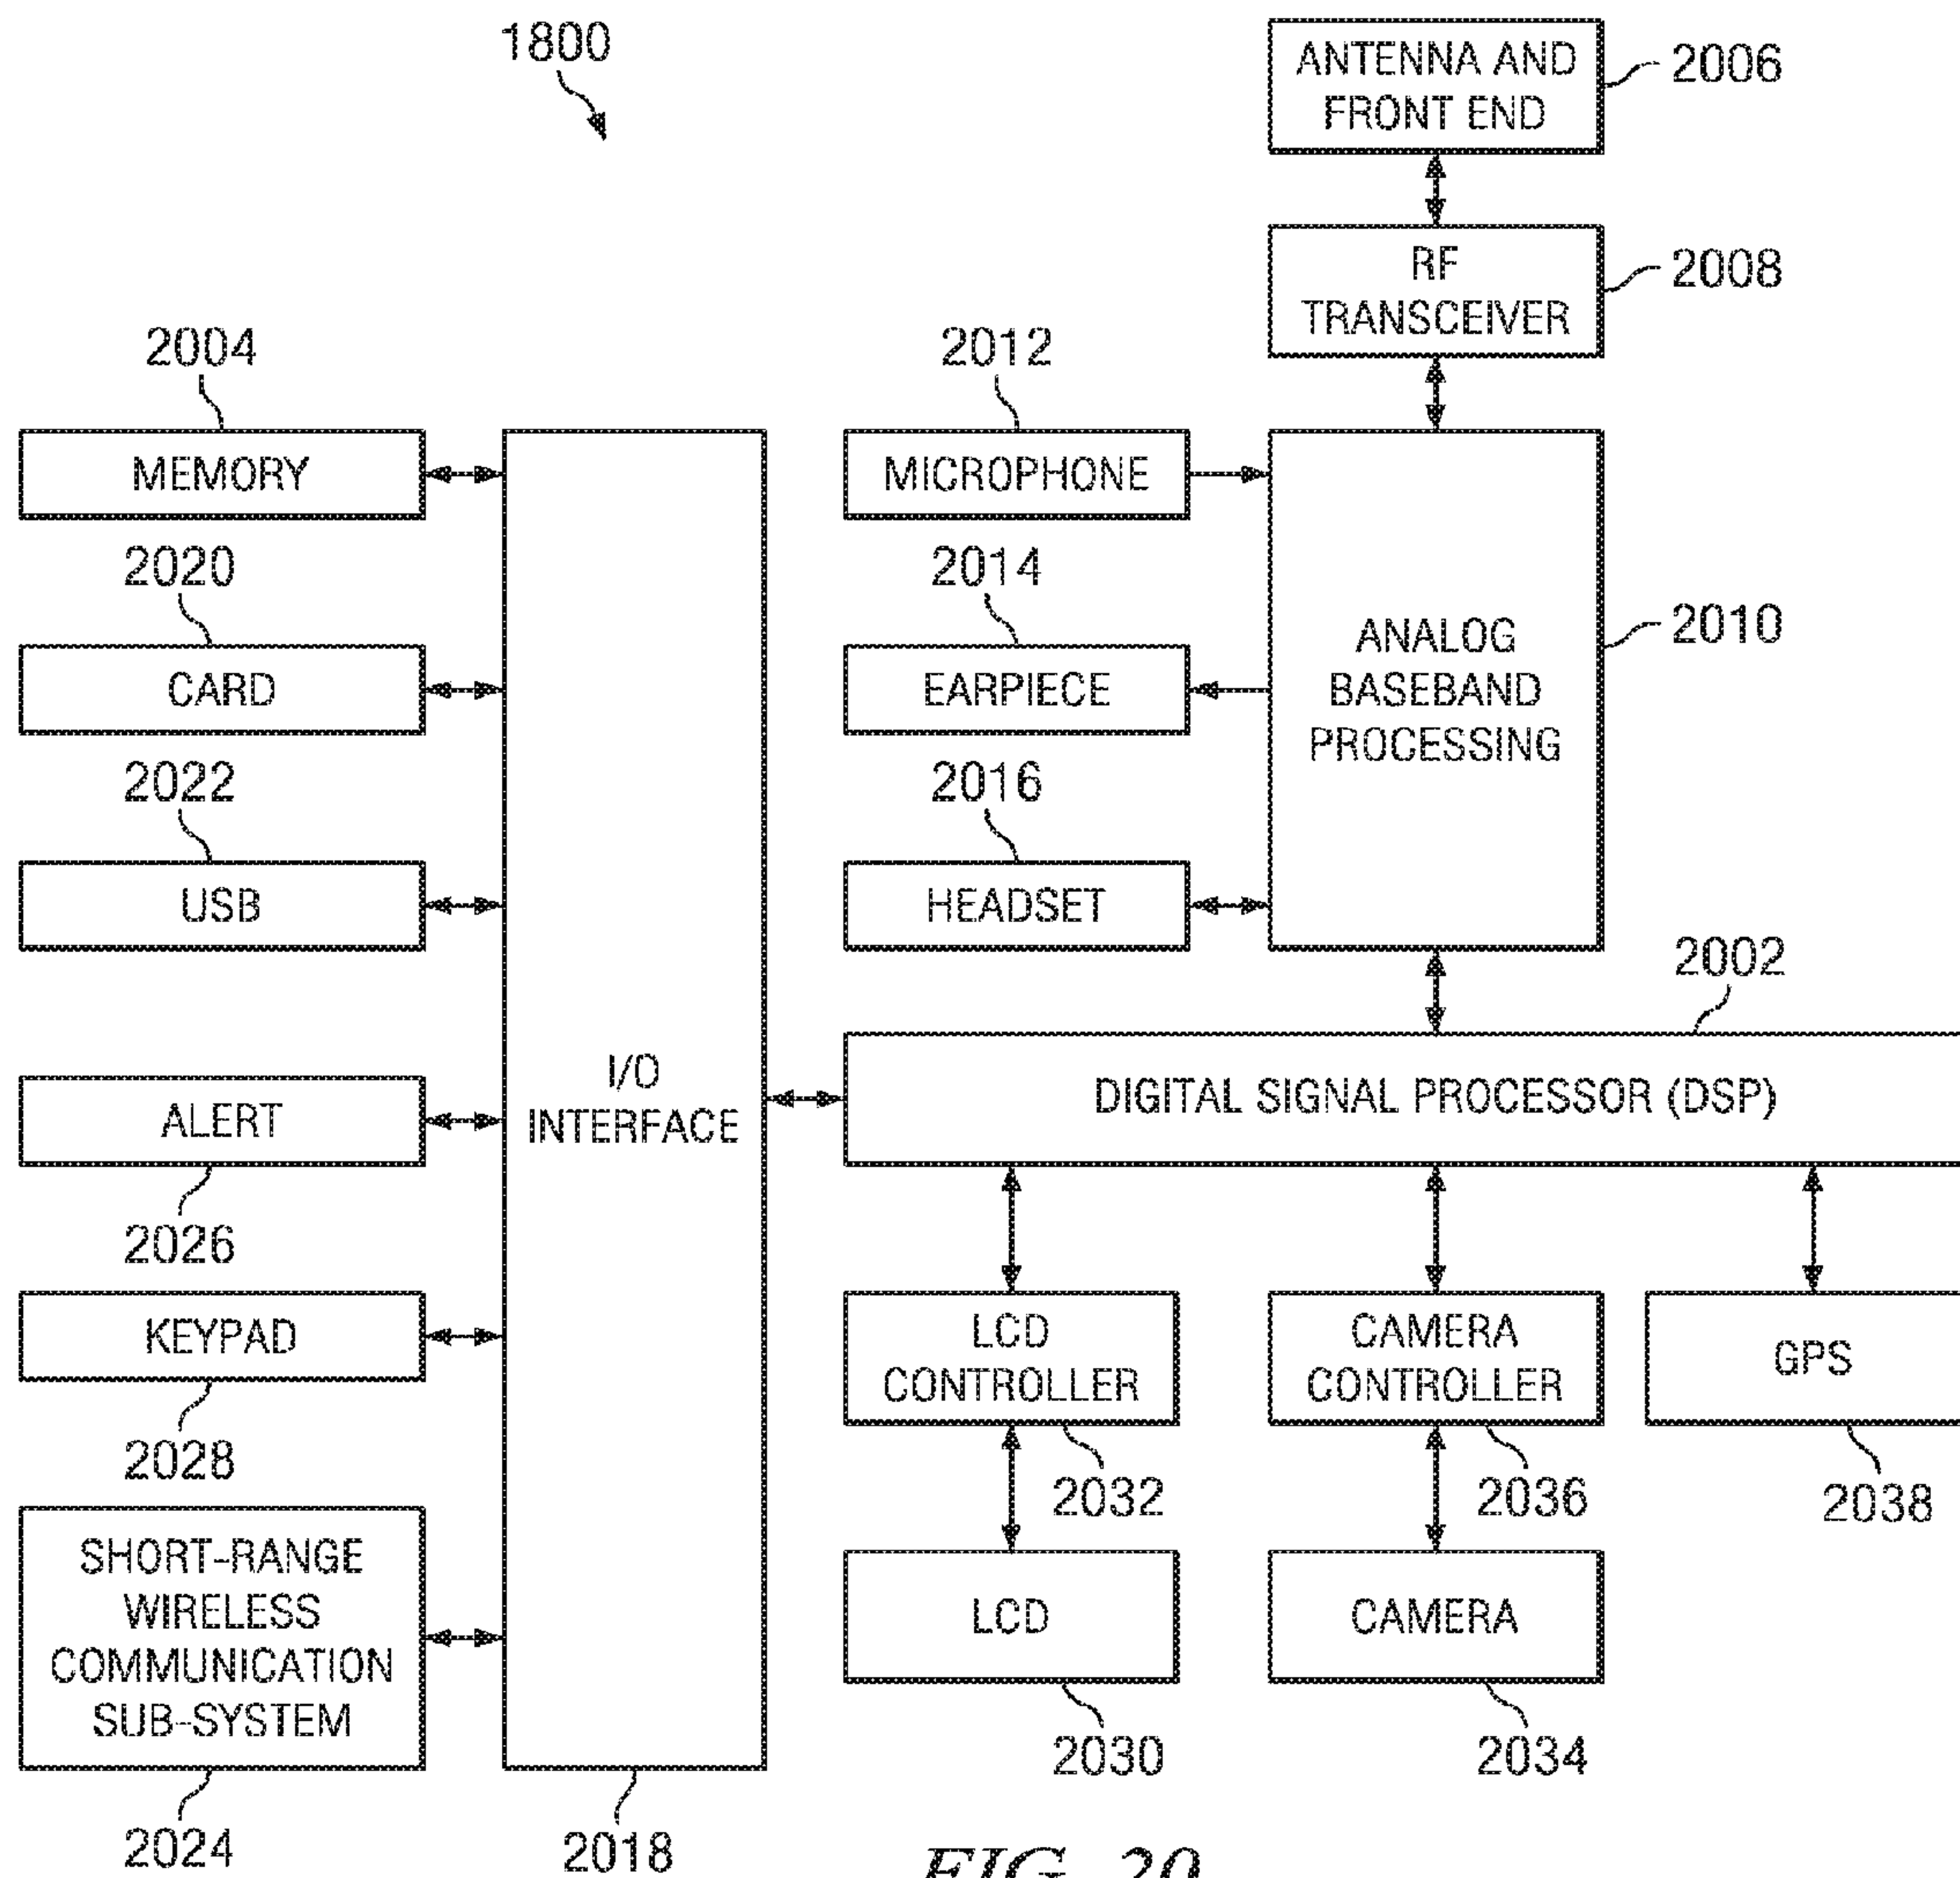 1800
ANTENNA AND
FRONT END
2006
RF
TRANSCEIVER
2008
2004
MEMORY
2012
MICROPHONE
2020
CARD
2014
EARPIECE
ANALOG
BASEBAND
PROCESSING
2010
2022
USB
2016
HEADSET
2002
I/O
INTERFACE
DIGITAL SIGNAL PROCESSOR (DSP)
ALERT
2026
KEYPAD
2028
LCD
CONTROLLER
2032
CAMERA
CONTROLLER
2036
GPS
2038
SHORT-RANGE
WIRELESS
COMMUNICATION
SUB-SYSTEM
2024
2018
LCD
2030
CAMERA
2034
FIG. 20